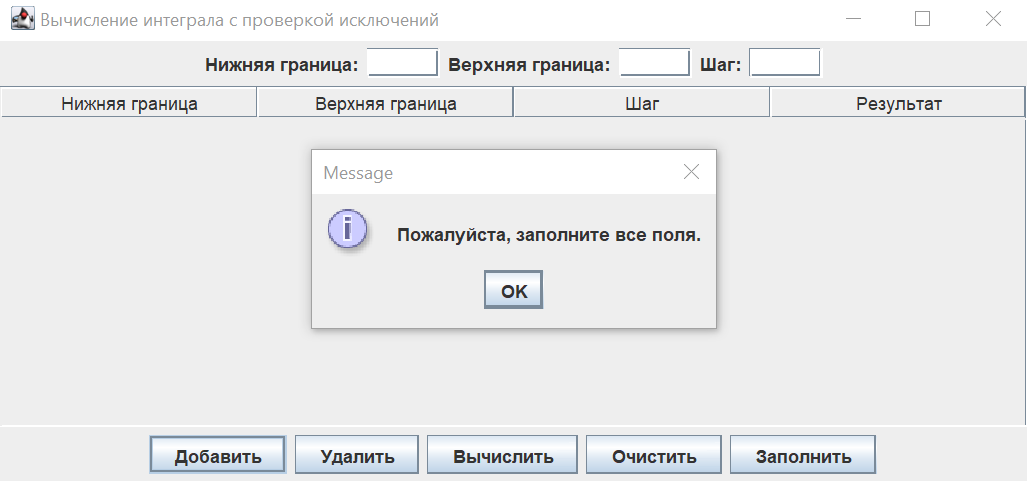 Вычисление интеграла с проверкой исключений
Нижняя граница: Верхняя граница: Шаг:
Нижняя граница Верхняя граница Шаг Результат
Message
Пожалуйста, заполните все поля.
OK
Добавить Удалить Вычислить Очистить Заполнить